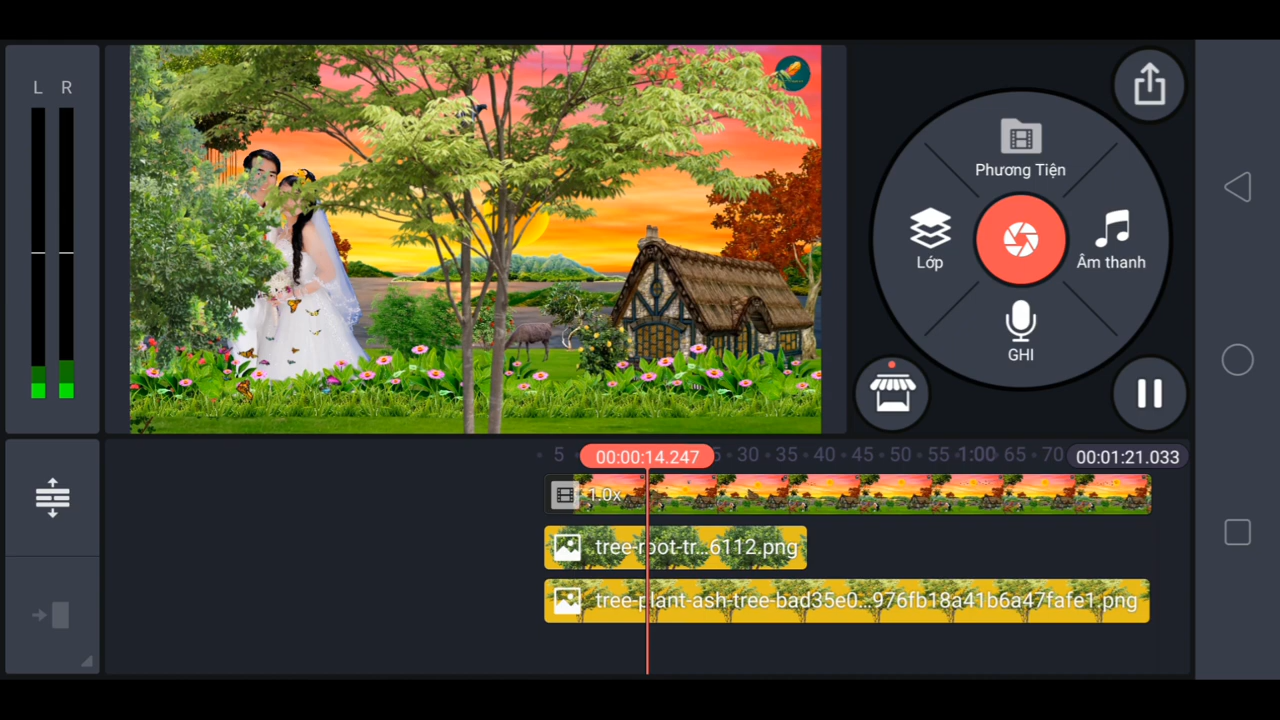 L R
Phương Tiện
Lớp
Âm thanh
GHI
5 00:00:14.247 5 30 35 40 45 50 55 1:00 65 70 00:01:21.033
1.0x
tree-root-tr...6112.png
tree-plant-ash-tree-bad35e0...976fb18a41b6a47fafe1.png